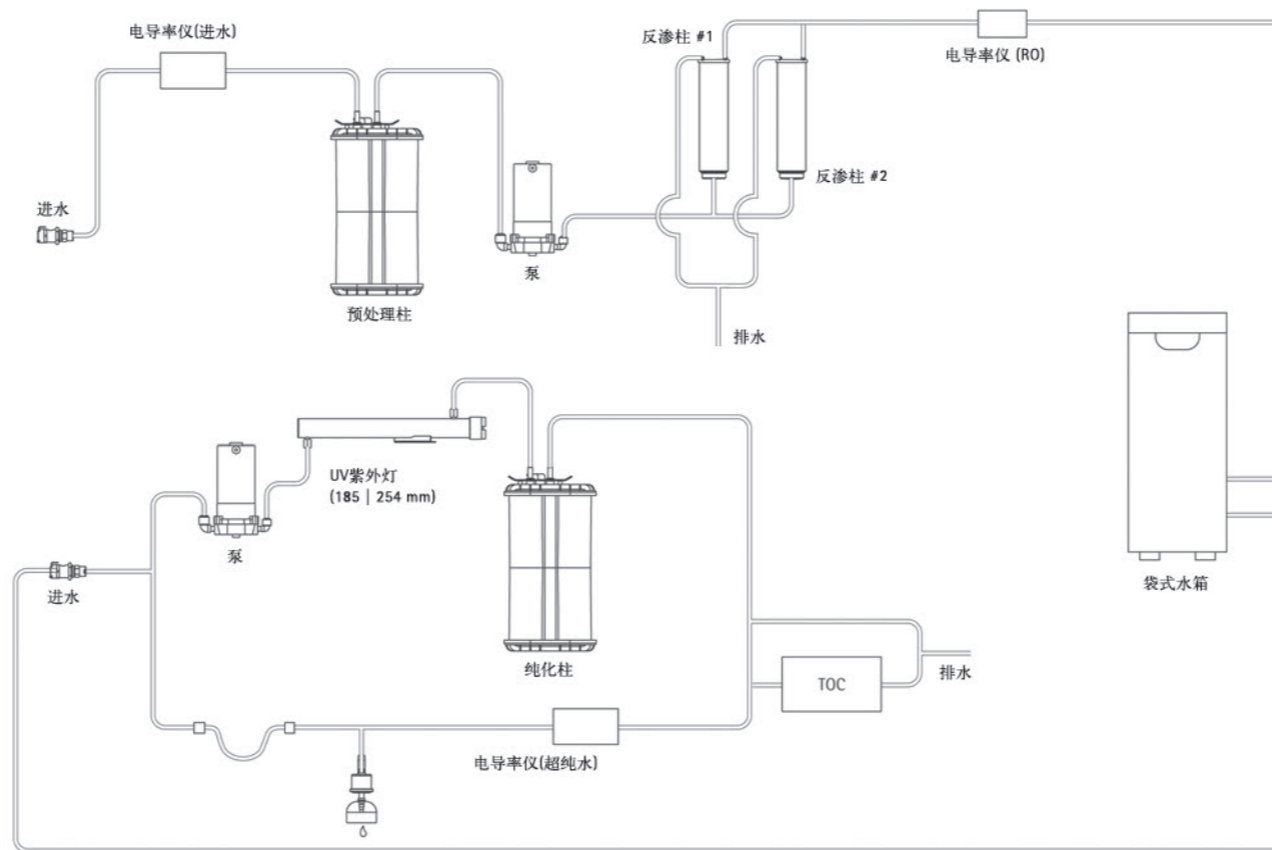 电导率仪(进水)
反渗柱 #1
电导率仪 (RO)
反渗柱 #2
进水
泵
预处理柱
排水
UV紫外灯
(185 | 254 mm)
泵
进水
袋式水箱
纯化柱
排水
TOC
电导率仪(超纯水)